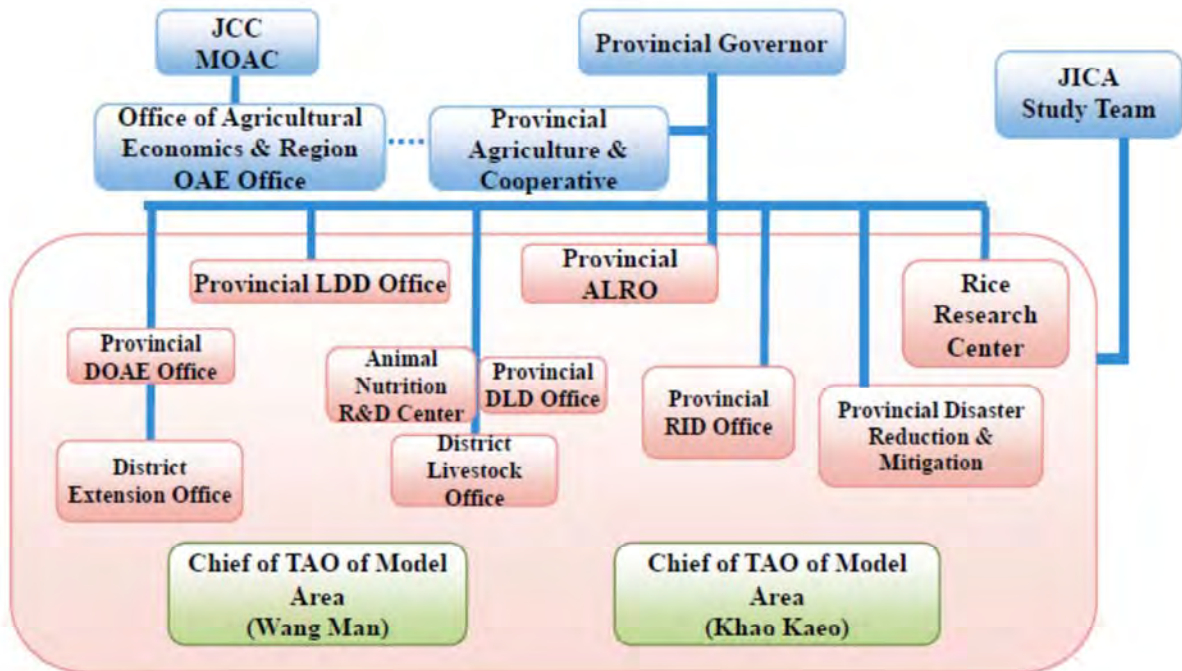 JCC
MOAC
Provincial Governor
JICA
Study Team
Office of Agricultural
Economics & Region
OAE Office
Provincial
Agriculture &
Cooperative
Provincial LDD Office
Provincial
ALRO
Rice
Research
Center
Provincial
DOAE Office
Animal
Nutrition
R&D Center
Provincial
DLD Office
Provincial
RID Office
Provincial Disaster
Reduction &
Mitigation
District
Extension Office
District
Livestock
Office
Chief of TAO of Model
Area
(Wang Man)
Chief of TAO of Model
Area
(Khao Kaeo)